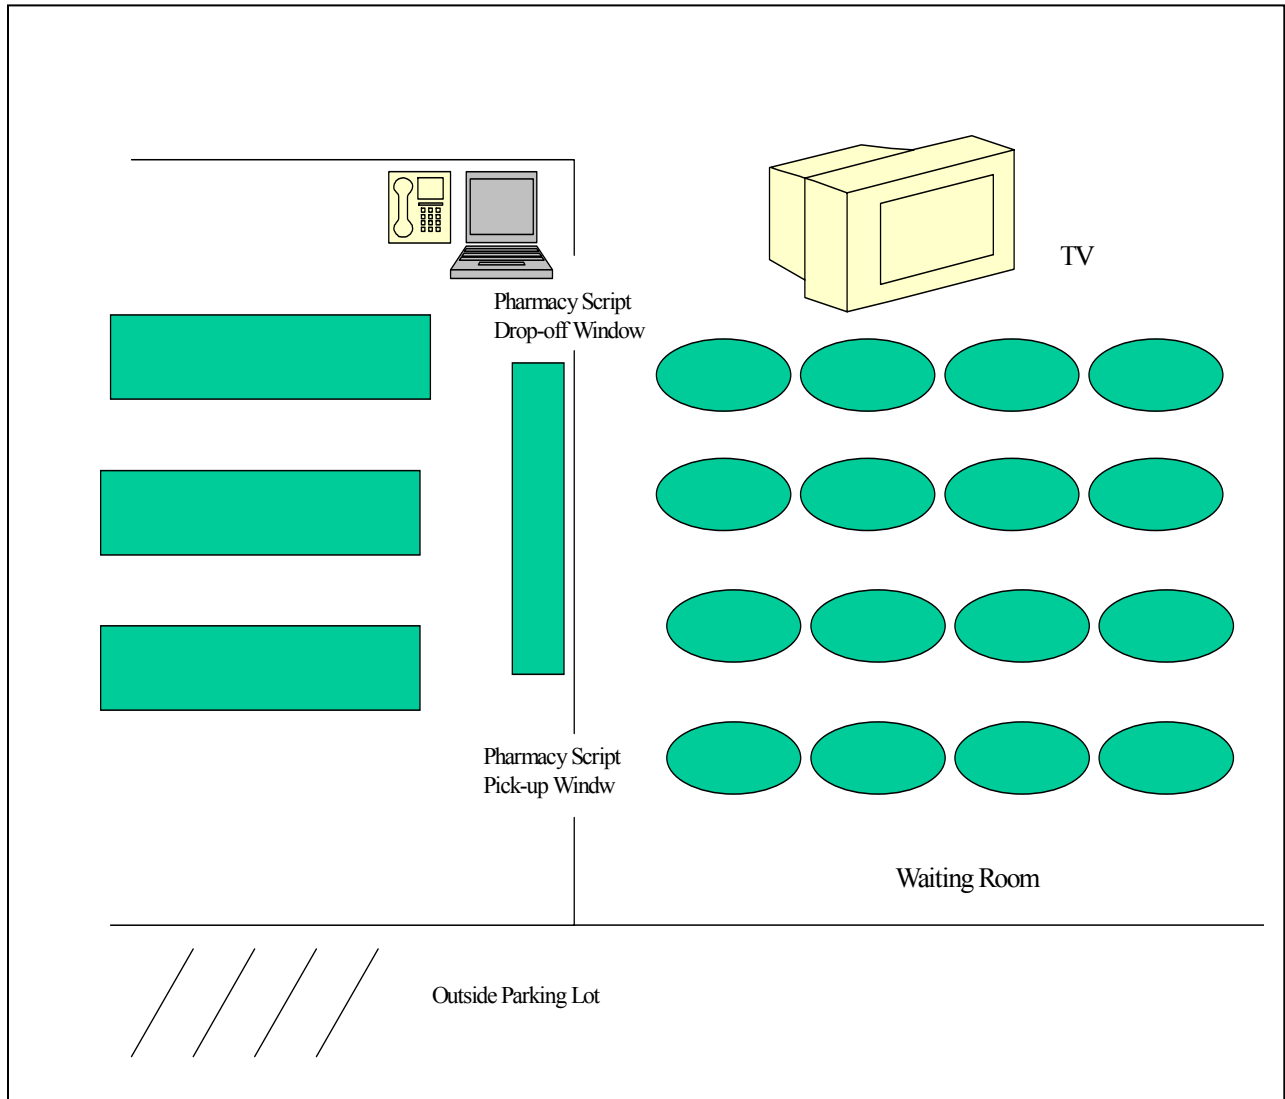 TV
Pharmacy Script
Drop-off Window
Pharmacy Script
Pick-up Windw
Waiting Room
Outside Parking Lot